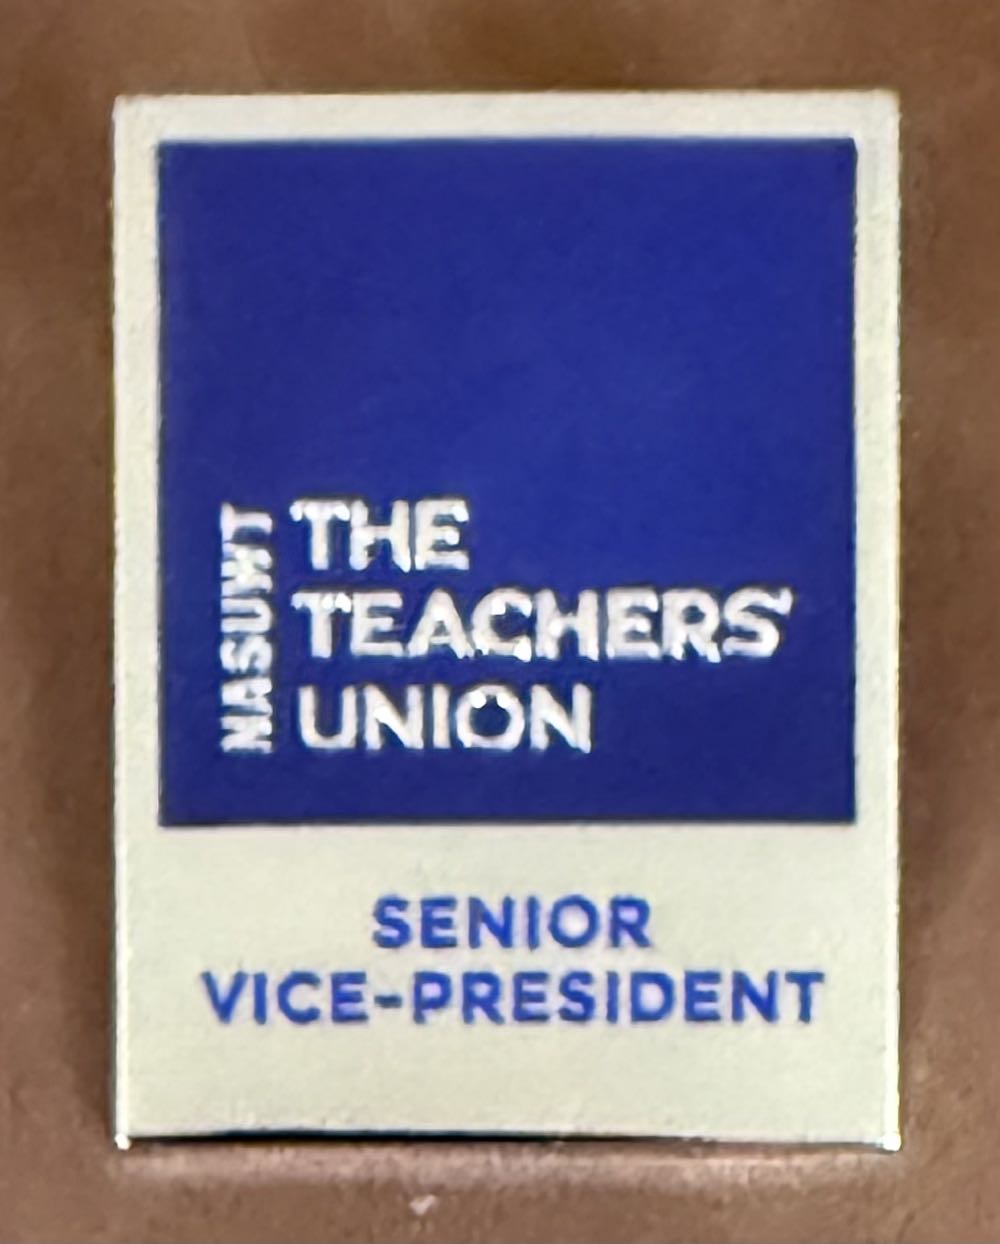 NASUWT
THE
TEACHERS'
UNION
SENIOR
VICE-PRESIDENT